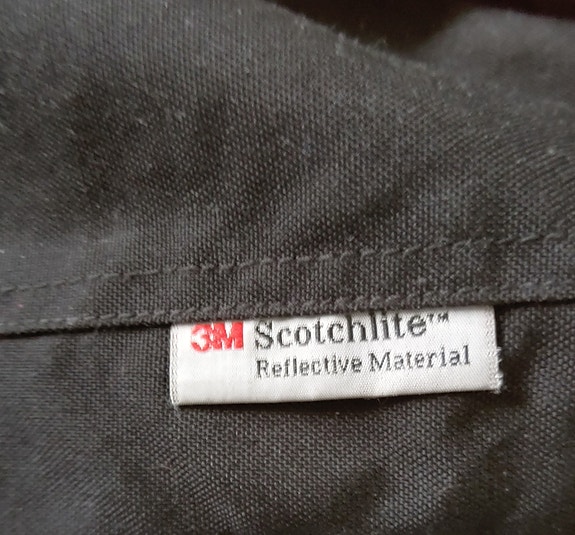 3M Scotchlite™
Reflective Material